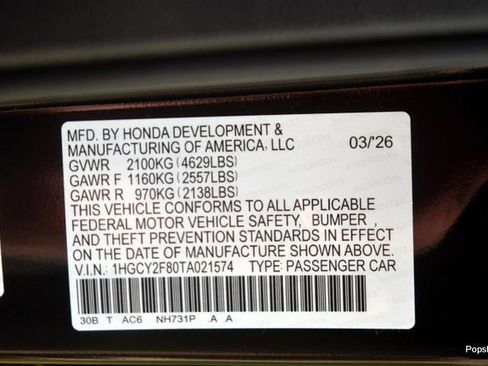 MFD. BY HONDA DEVELOPMENT &
MANUFACTURING OF AMERICA, LLC 03/'26
GVWR 2100KG (4629LBS)
GAWR F 1160KG (2557LBS)
GAWR R 970KG (2138LBS)
THIS VEHICLE CONFORMS TO ALL APPLICABLE
FEDERAL MOTOR VEHICLE SAFETY, BUMPER ,
AND THEFT PREVENTION STANDARDS IN EFFECT
ON THE DATE OF MANUFACTURE SHOWN ABOVE.
V.I.N.: 1HGCY2F80TA021574 TYPE: PASSENGER CAR
30B T AC6 NH731P .A .A